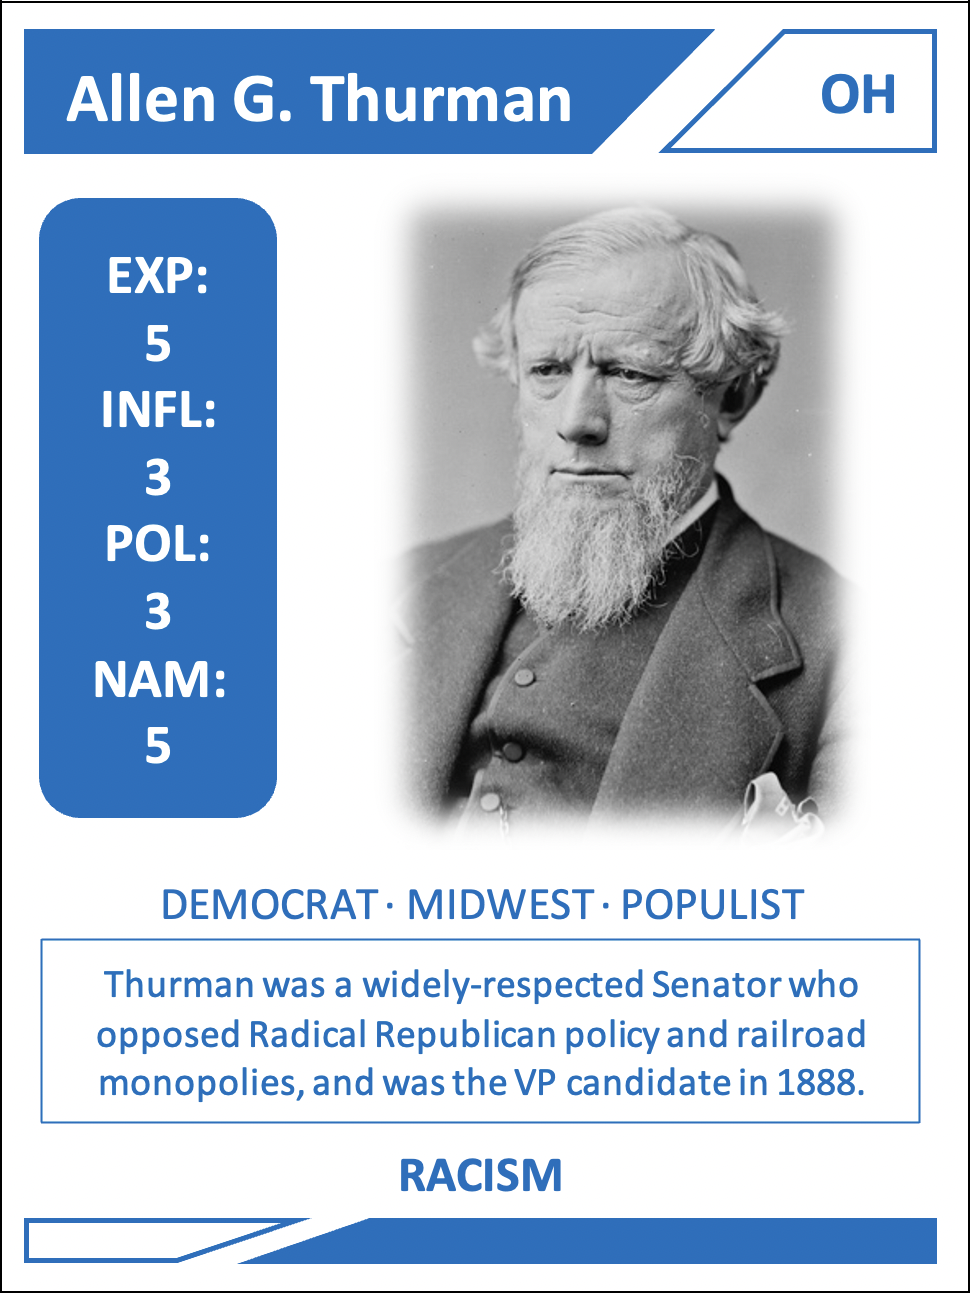 Allen G. Thurman
OH
EXP:
5
INFL:
3
POL:
3
NAM:
5
DEMOCRAT · MIDWEST · POPULIST
Thurman was a widely-respected Senator who
opposed Radical Republican policy and railroad
monopolies, and was the VP candidate in 1888.
RACISM